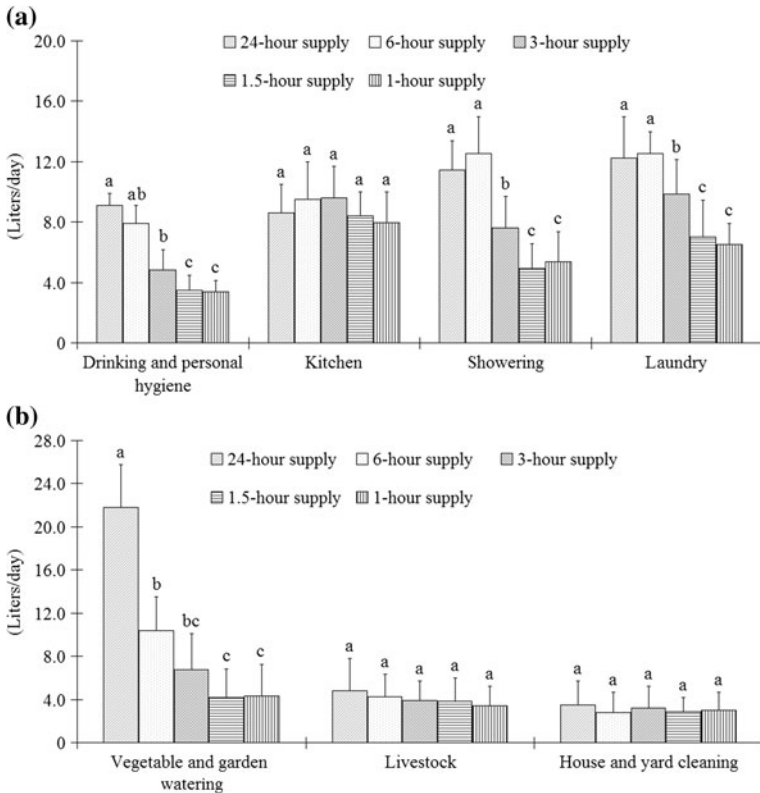 (a)
20.0
16.0
12.0
8.0
4.0
0
(Liters/day)
24-hour supply 6-hour supply 3-hour supply
1.5-hour supply 1-hour supply
a ab b c c
a a a a a
a a b c c
a a b c c
Drinking and personal hygiene
Kitchen
Showering
Laundry
(b)
28.0
24.0
20.0
16.0
12.0
8.0
4.0
0
(Liters/day)
24-hour supply 6-hour supply 3-hour supply
1.5-hour supply 1-hour supply
a b bc c c
a a a a a
a a a a a
Vegetable and garden watering
Livestock
House and yard cleaning